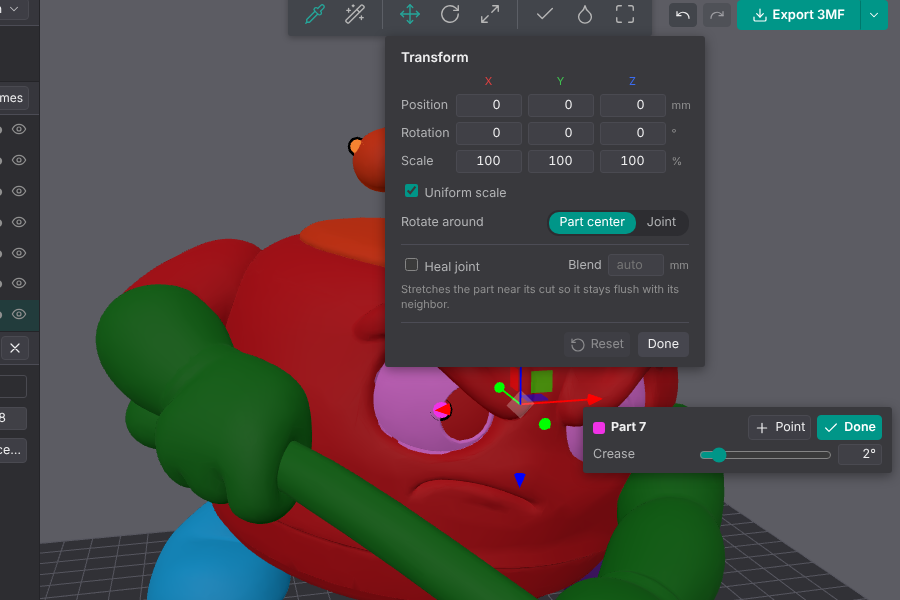 Export 3MF
Transform
X Y Z
Position 0 0 0 mm
Rotation 0 0 0 °
Scale 100 100 100 %
Uniform scale
Rotate around Part center Joint
Heal joint Blend auto mm
Stretches the part near its cut so it stays flush with its
neighbor.
Reset Done
mes
8
ce...
Part 7 + Point Done
Crease 2°